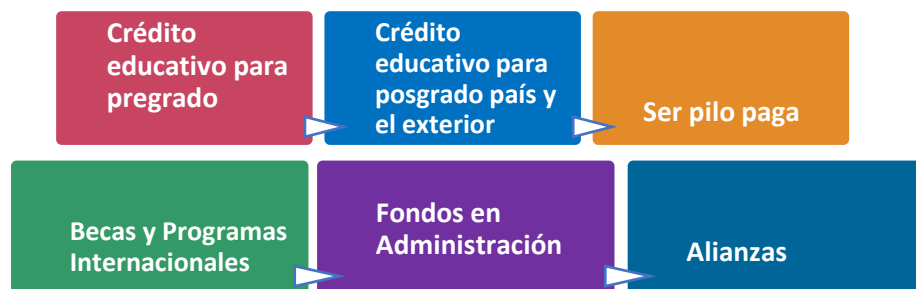 Crédito
educativo para
pregrado
Crédito
educativo para
posgrado país y
el exterior
Ser pilo paga
Becas y Programas
Internacionales
Fondos en
Administración
Alianzas